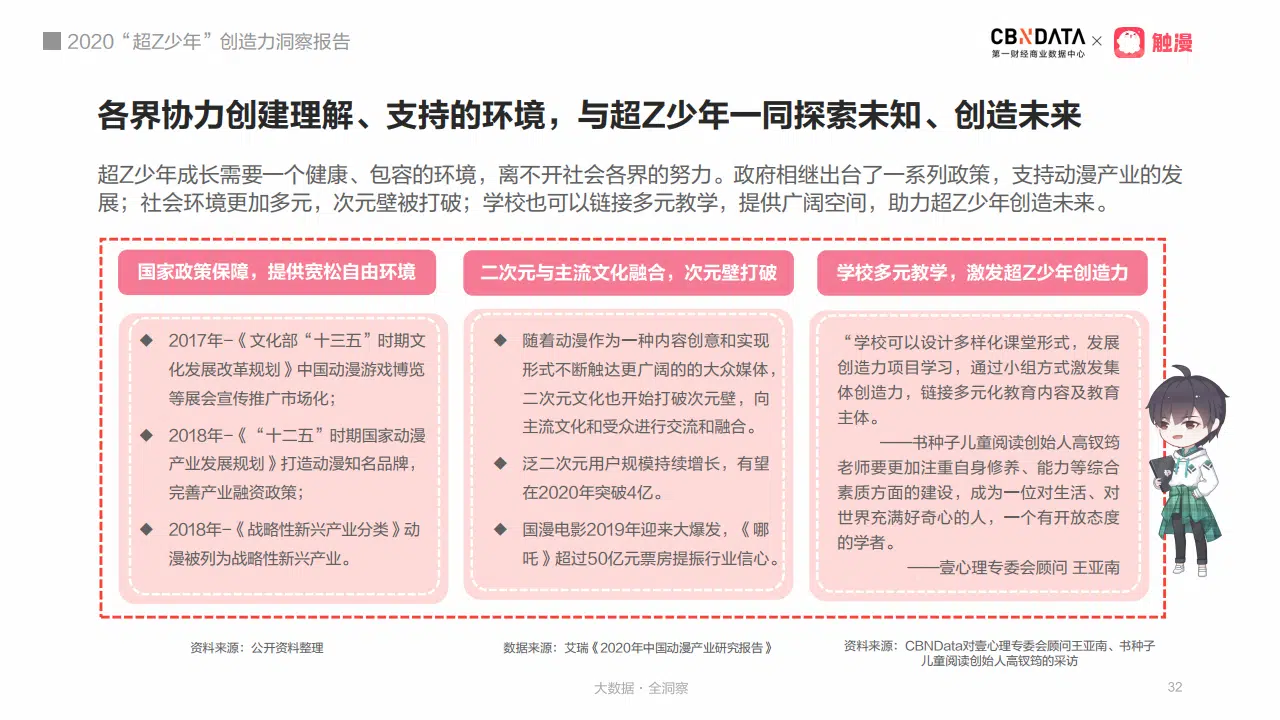 2020“超Z少年”创造力洞察报告
CBNDATA
第一财经商业数据中心
×
触漫
各界协力创建理解、支持的环境，与超Z少年一同探索未知、创造未来
超Z少年成长需要一个健康、包容的环境，离不开社会各界的努力。政府相继出台了一系列政策，支持动漫产业的发
展；社会环境更加多元，次元壁被打破；学校也可以链接多元教学，提供广阔空间，助力超Z少年创造未来。
国家政策保障，提供宽松自由环境
◆ 2017年-《文化部“十三五”时期文
化发展改革规划》中国动漫游戏博览
等展会宣传推广市场化；
◆ 2018年-《“十二五”时期国家动漫
产业发展规划》打造动漫知名品牌，
完善产业融资政策；
◆ 2018年-《战略性新兴产业分类》动
漫被列为战略性新兴产业。
资料来源：公开资料整理
二次元与主流文化融合，次元壁打破
◆ 随着动漫作为一种内容创意和实现
形式不断触达更广阔的的大众媒体，
二次元文化也开始打破次元壁，向
主流文化和受众进行交流和融合。
◆ 泛二次元用户规模持续增长，有望
在2020年突破4亿。
◆ 国漫电影2019年迎来大爆发，《哪
吒》超过50亿元票房提振行业信心。
数据来源：艾瑞《2020年中国动漫产业研究报告》
学校多元教学，激发超Z少年创造力
“学校可以设计多样化课堂形式，发展
创造力项目学习，通过小组方式激发集
体创造力，链接多元化教育内容及教育
主体。
——书种子儿童阅读创始人高钗筠
老师要更加注重自身修养、能力等综合
素质方面的建设，成为一位对生活、对
世界充满好奇心的人，一个有开放态度
的学者。
——壹心理专委会顾问 王亚南
资料来源：CBNData对壹心理专委会顾问王亚南、书种子
儿童阅读创始人高钗筠的采访
大数据 · 全洞察
32